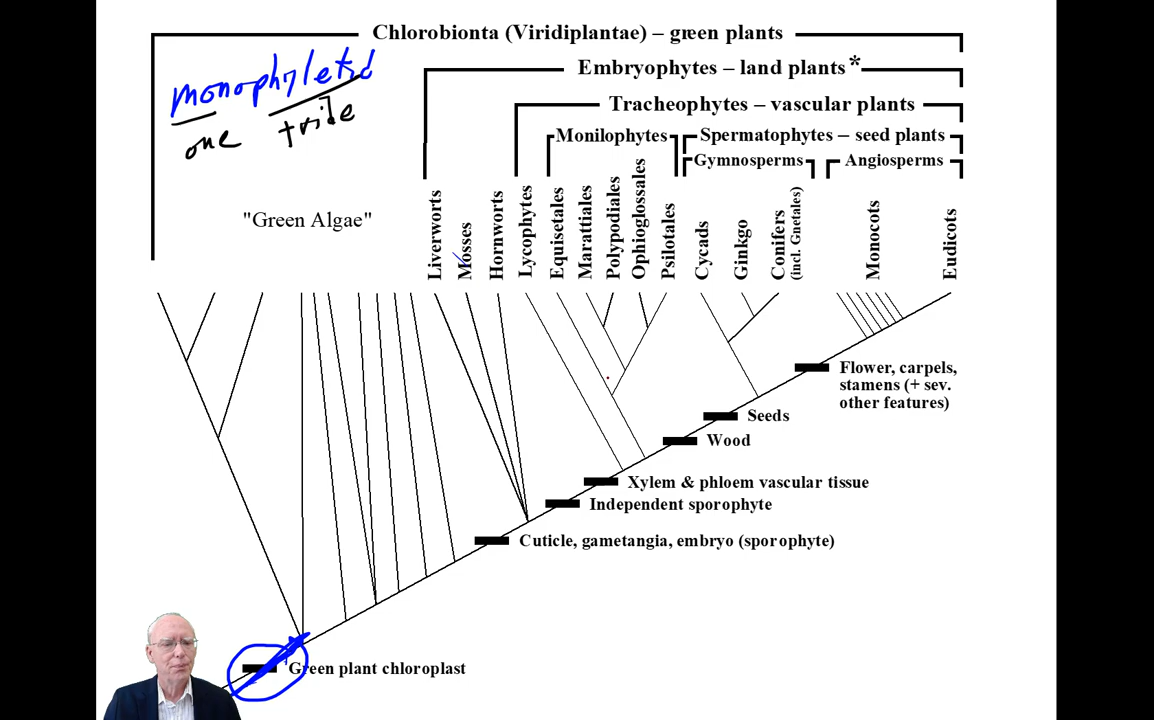 Chlorobionta (Viridiplantae) – green plants
Embryophytes – land plants*
Tracheophytes – vascular plants
Monilophytes
Spermatophytes – seed plants
Gymnosperms
Angiosperms
monophyletic
one
tribe
"Green Algae"
Liverworts
Mosses
Hornworts
Lycophytes
Equisetales
Marattiales
Polypodiales
Ophioglossales
Psilotales
Cycads
Ginkgo
Conifers
(incl. Gnetales)
Monocots
Eudicots
Flower, carpels,
stamens (+ sev.
other features)
Seeds
Wood
Xylem & phloem vascular tissue
Independent sporophyte
Cuticle, gametangia, embryo (sporophyte)
Green plant chloroplast